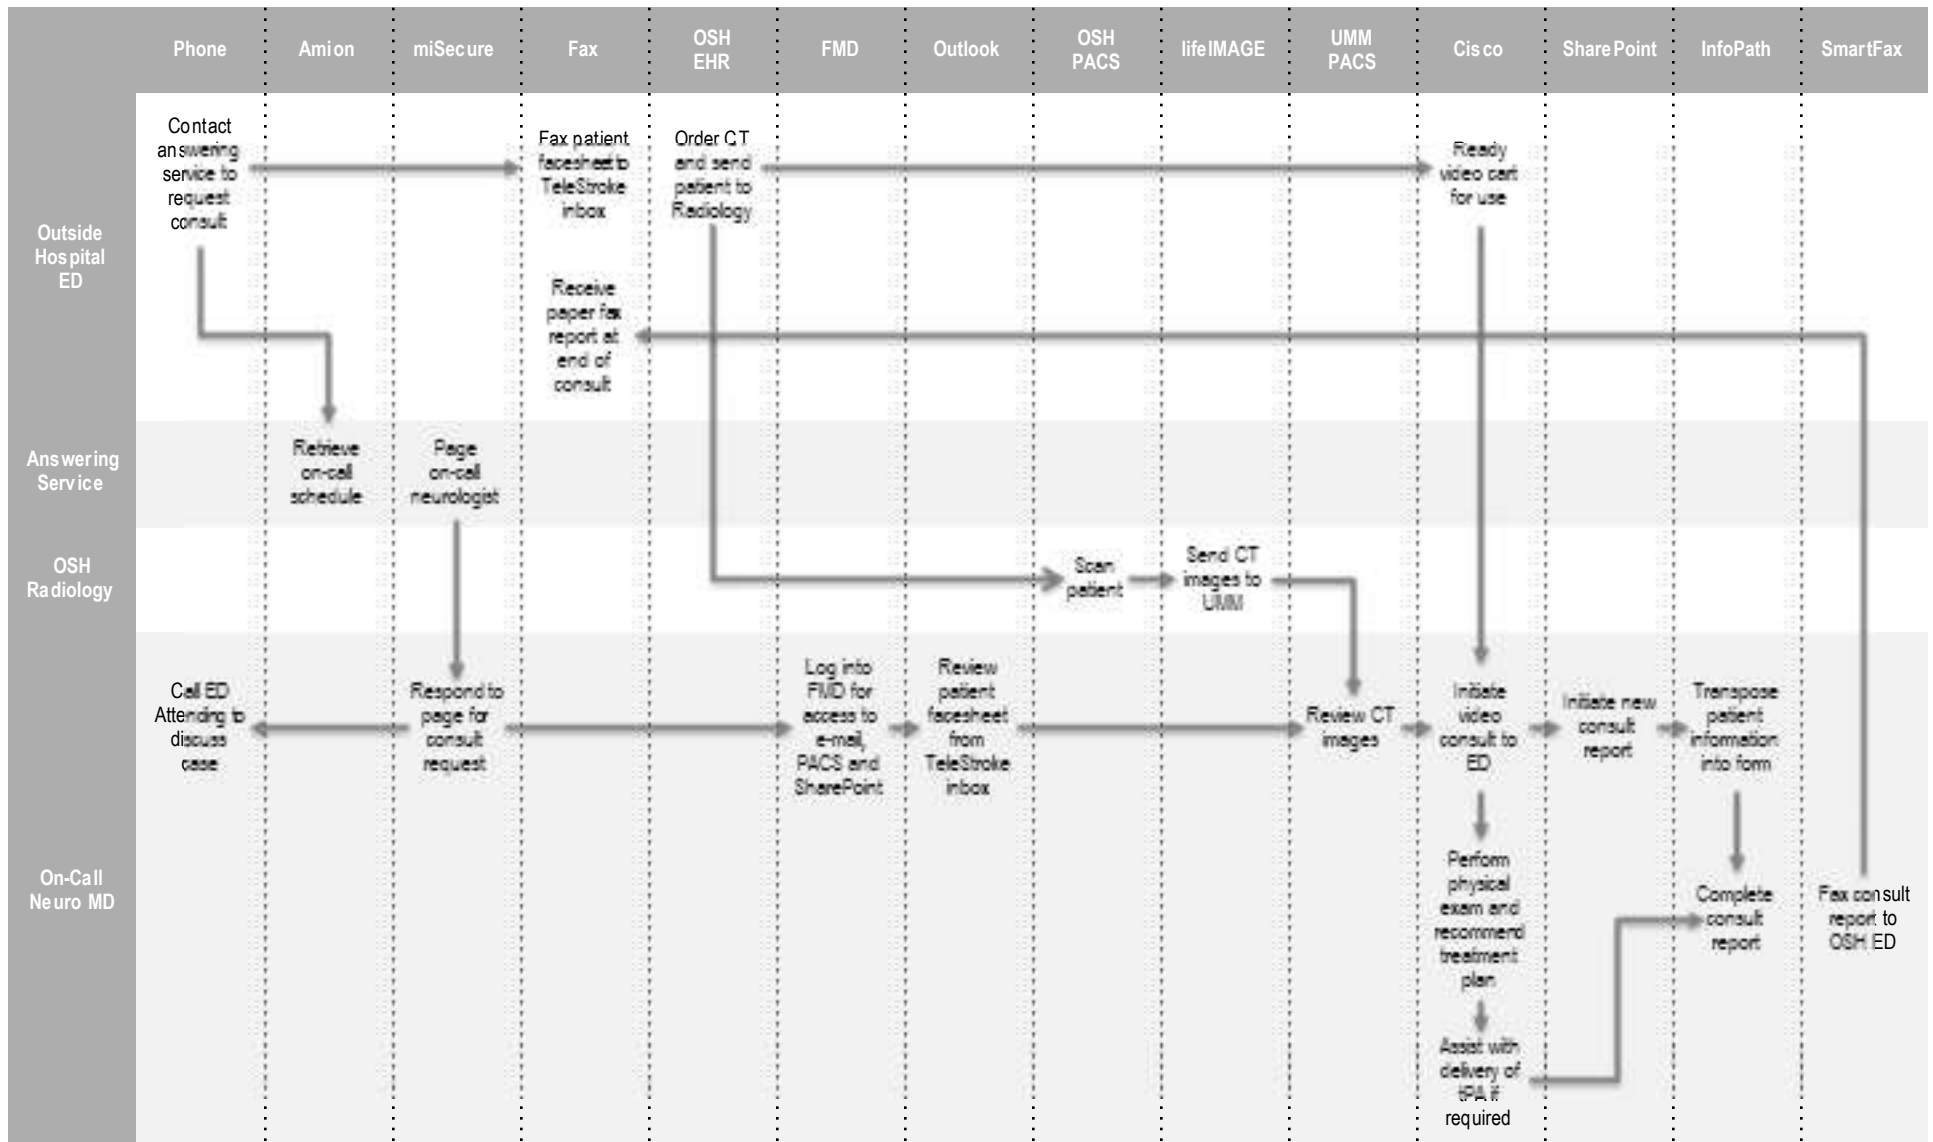 Phone
Amion
miSecure
Fax
OSH
EHR
FMD
Outlook
OSH
PACS
lifeIMAGE
UMM
PACS
Cisco
SharePoint
InfoPath
SmartFax
Outside
Hospital
ED
Contact
answering
service to
request
consult
Fax patient
facesheet to
TeleStroke
inbox
Order CT
and send
patient to
Radiology
Ready
video cart
for use
Receive
paper fax
report at
end of
consult
Answering
Service
Retrieve
on-call
schedule
Page
on-call
neurologist
OSH
Radiology
Scan
patient
Send CT
images to
UMM
On-Call
Neuro MD
Call ED
Attending to
discuss
case
Respond to
page for
consult
request
Log into
FMD for
access to
e-mail,
PACS and
SharePoint
Review
patient
facesheet
from
TeleStroke
inbox
Review CT
images
Initiate
video
consult to
ED
Initiate new
consult
report
Transpose
patient
information
into form
Perform
physical
exam and
recommend
treatment
plan
Complete
consult
report
Fax consult
report to
OSH ED
Assist with
delivery of
tPA if
required